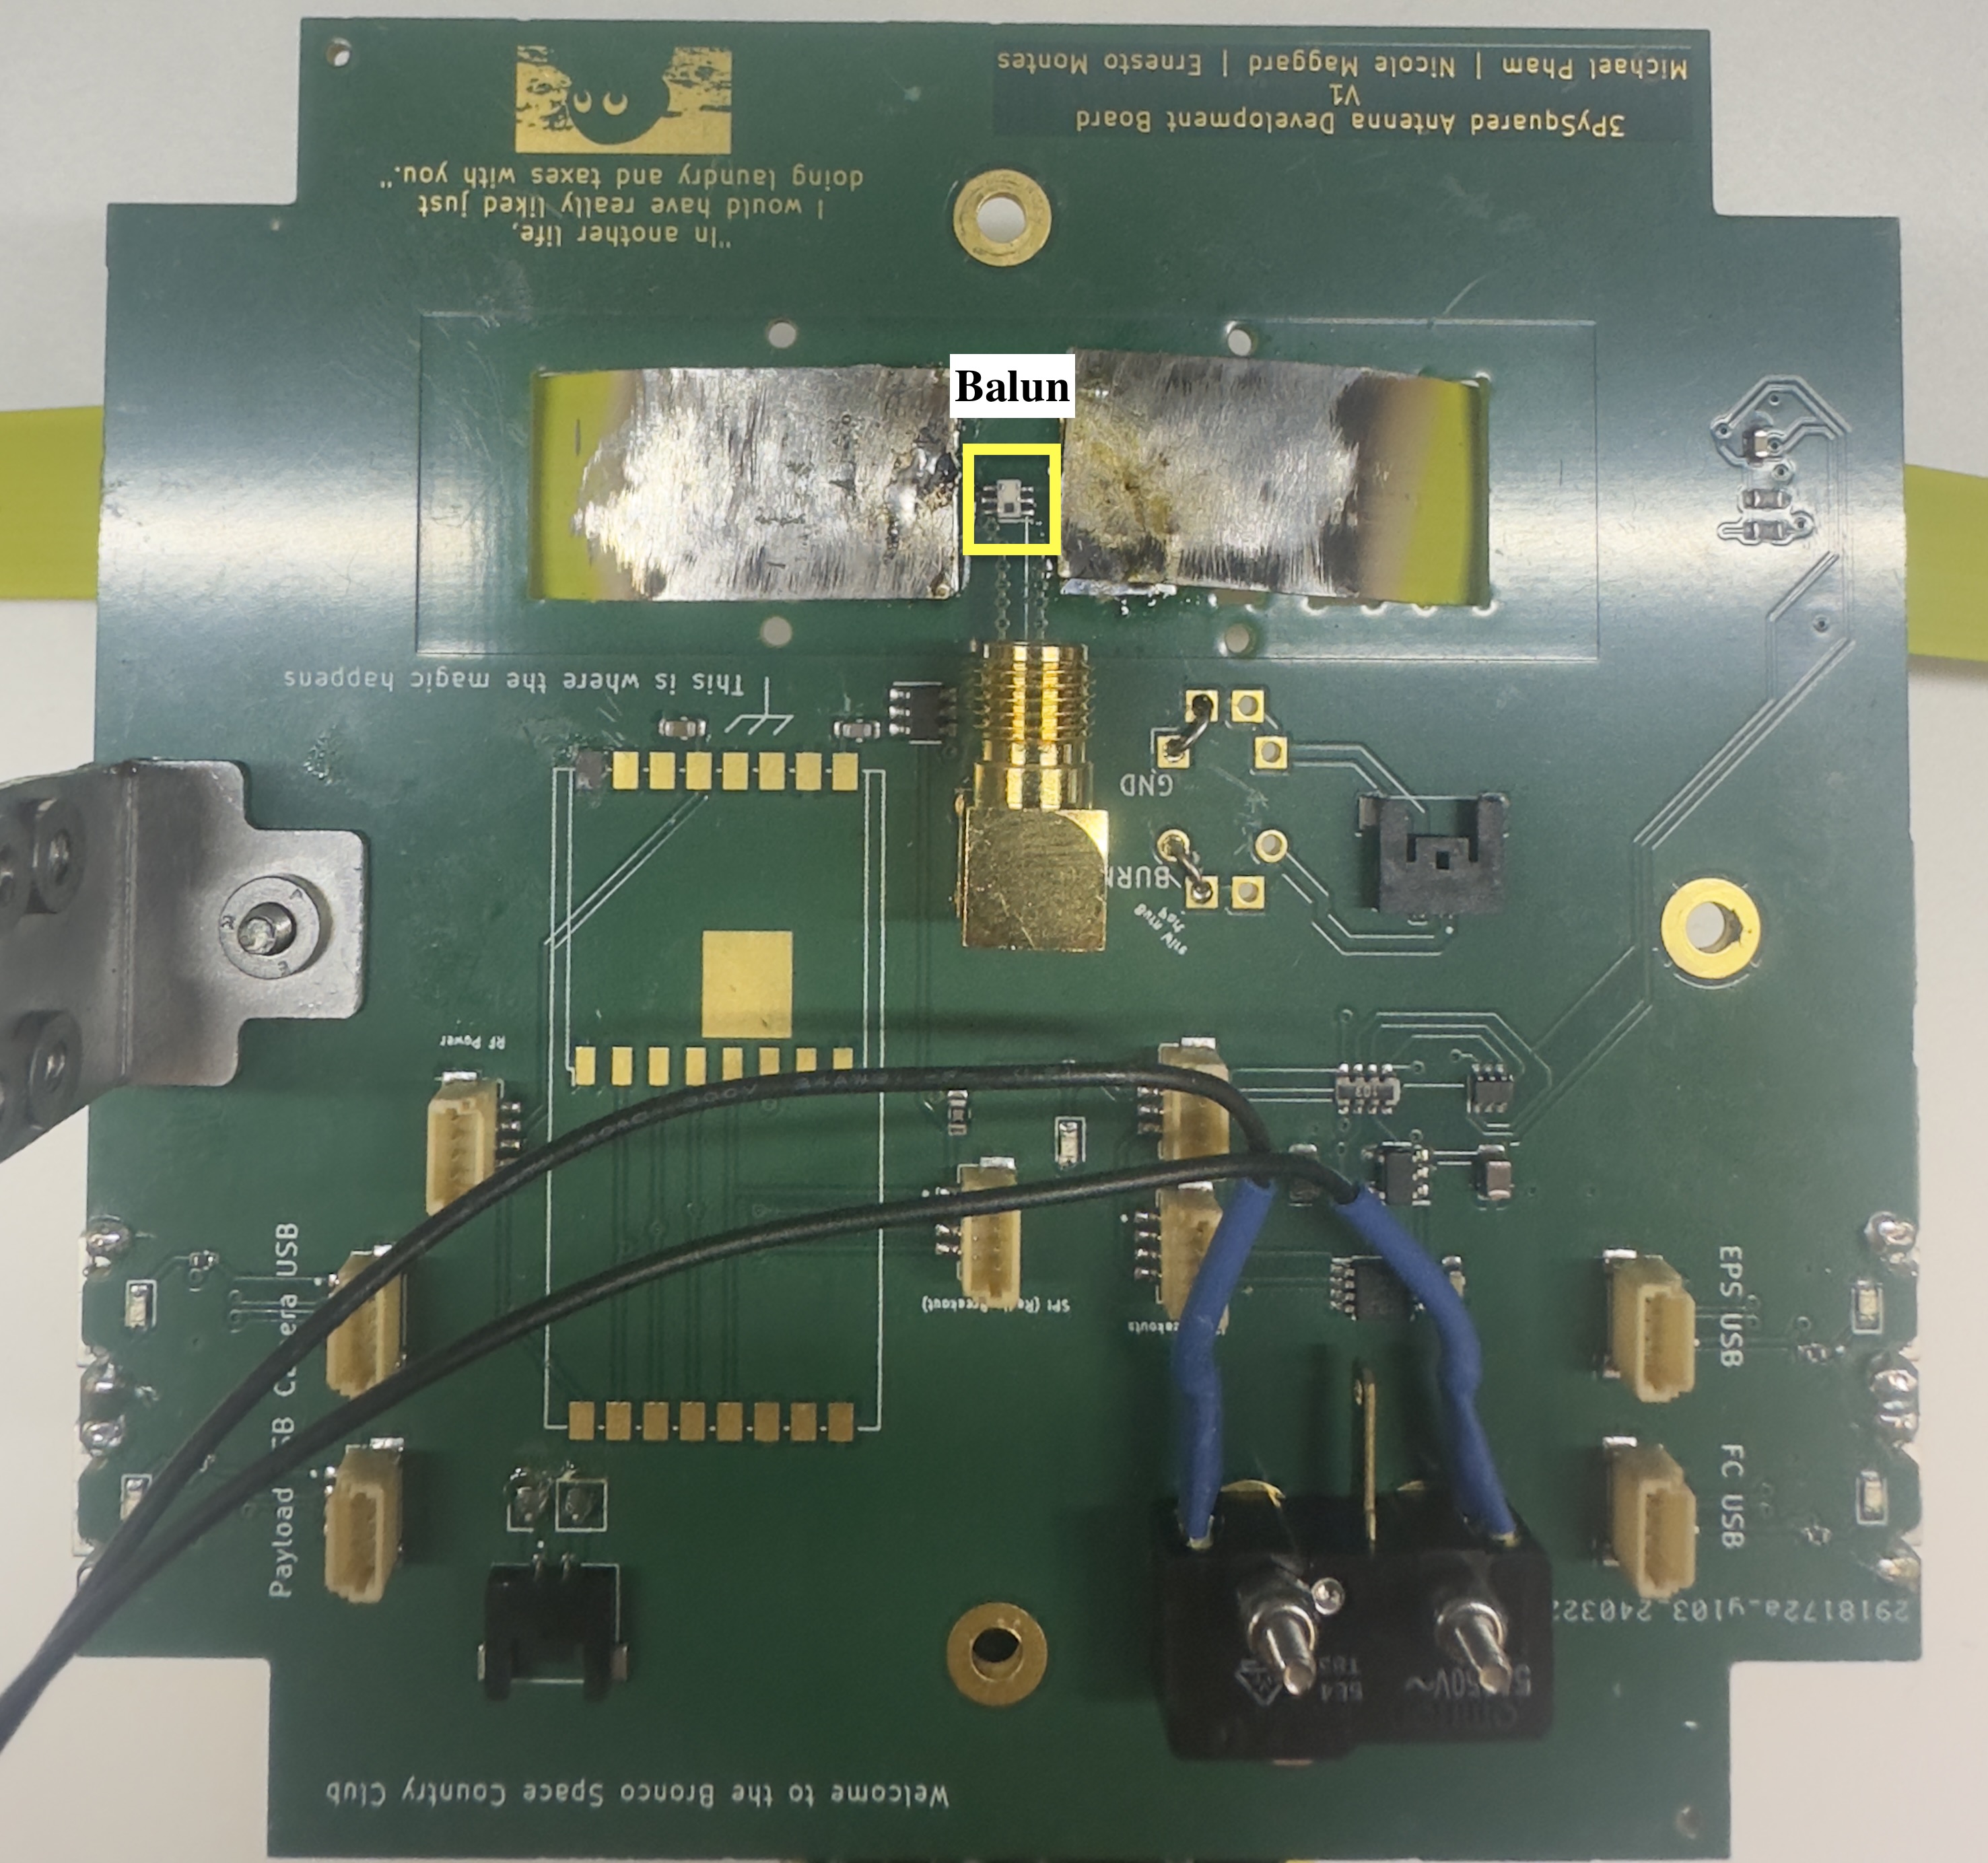 3PySquared Antenna Development Board
V1
Michael Pham | Nicole Maggard | Ernesto Montes
"In another life,
I would have really liked just
doing laundry and taxes with you."
Balun
This is where the magic happens
GND
BURN
RF Power
Payload
USB
EPS USB
FC USB
SPI
2918172a_y103_24032
Welcome to the Bronco Space Country Club
103